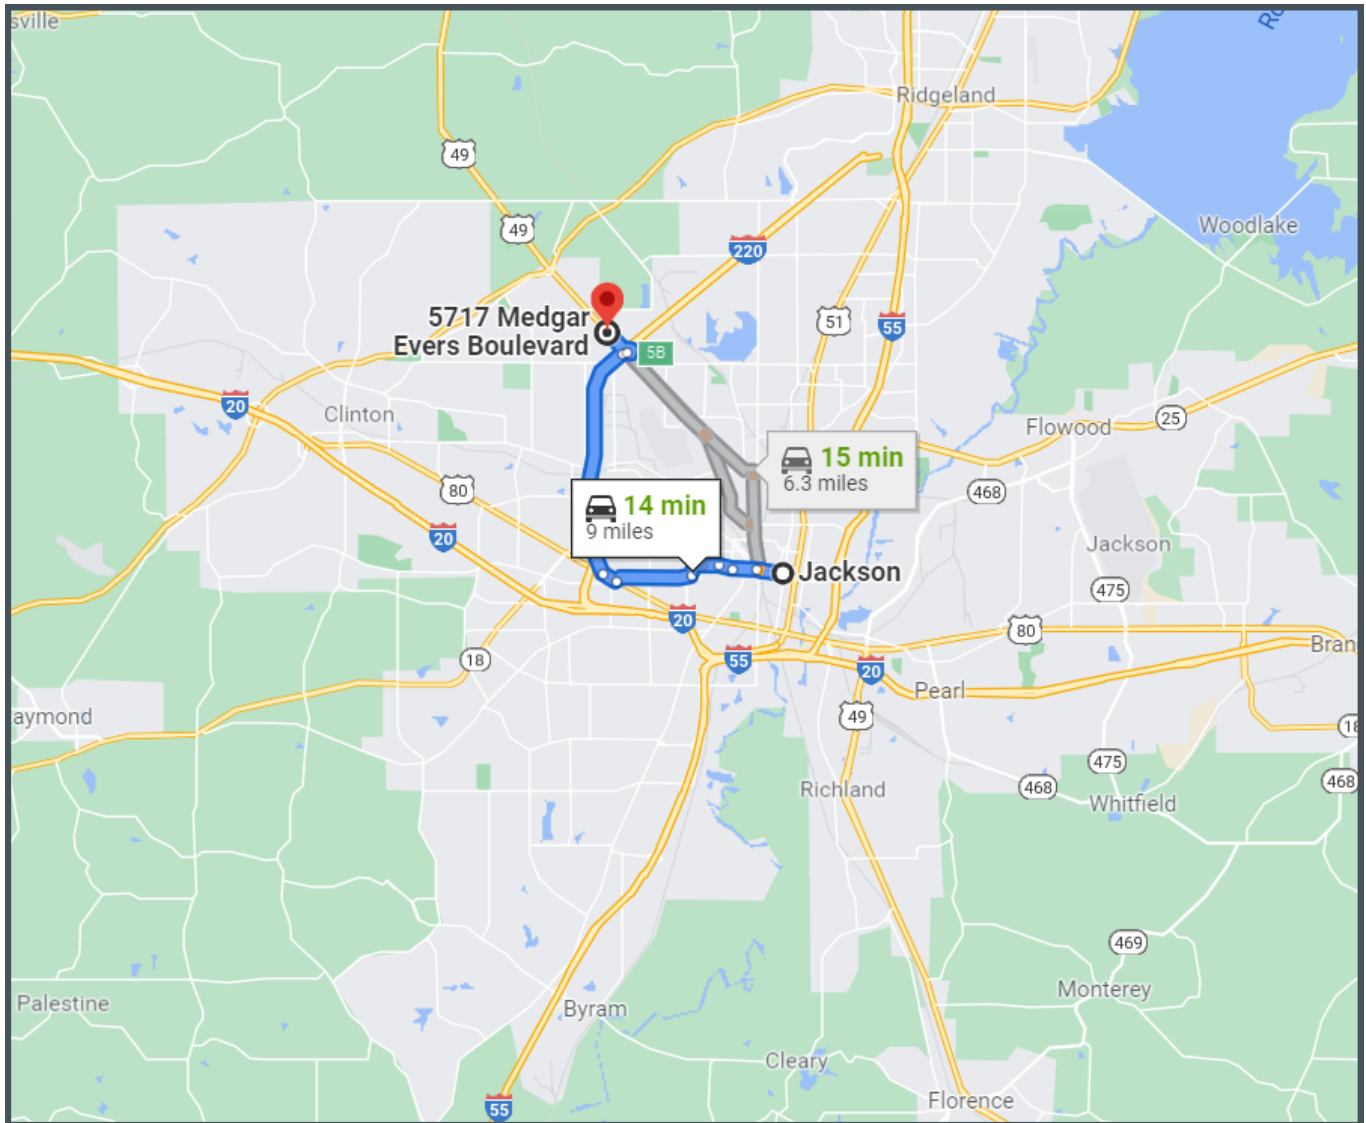 sville
Ro
Ridgeland
49
49
Woodlake
220
5717 Medgar
Evers Boulevard
51
55
5B
20
Clinton
25
Flowood
15 min
6.3 miles
80
468
14 min
9 miles
20
Jackson
Jackson
475
20
80
Bran
18
55
20
Pearl
aymond
49
18
475
468
Richland
468
Whitfield
469
Palestine
Monterey
Byram
Cleary
Florence
55